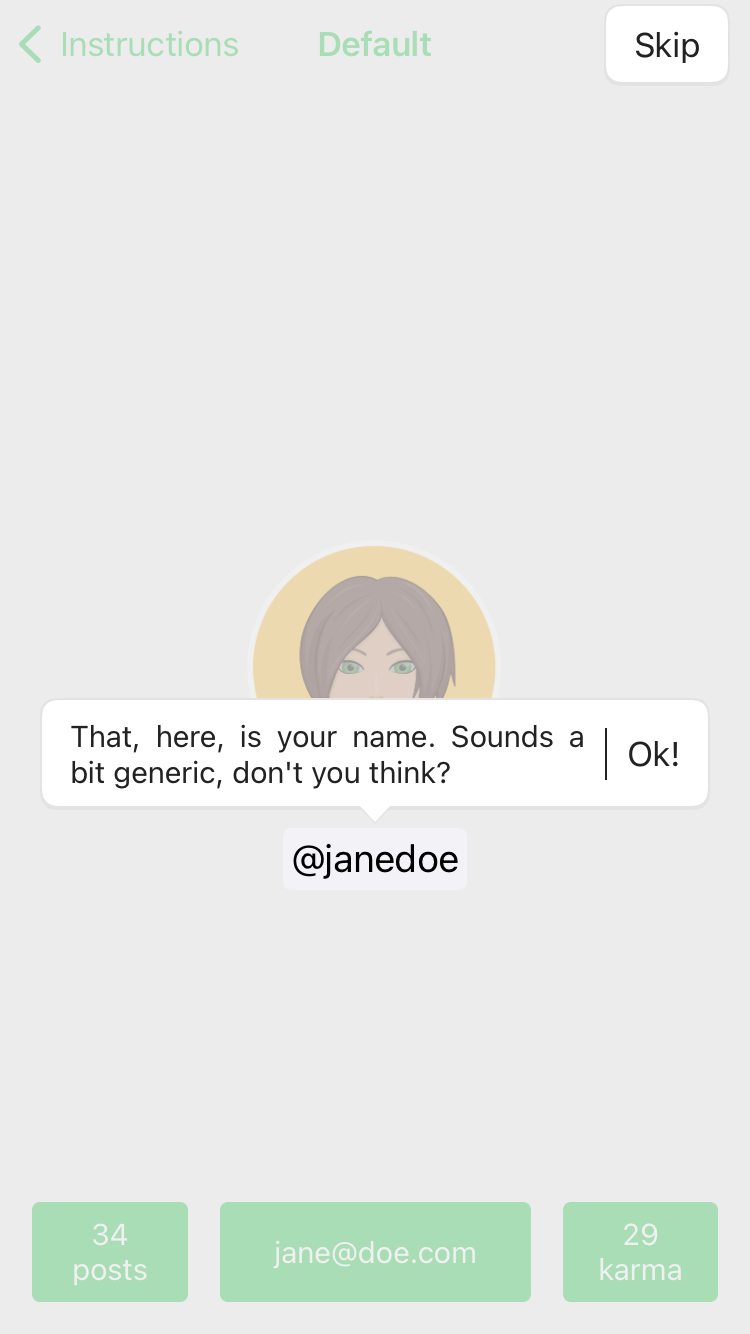 Instructions
Default
Skip
That, here, is your name. Sounds a
bit generic, don't you think?
Ok!
@janedoe
34
posts
jane@doe.com
29
karma